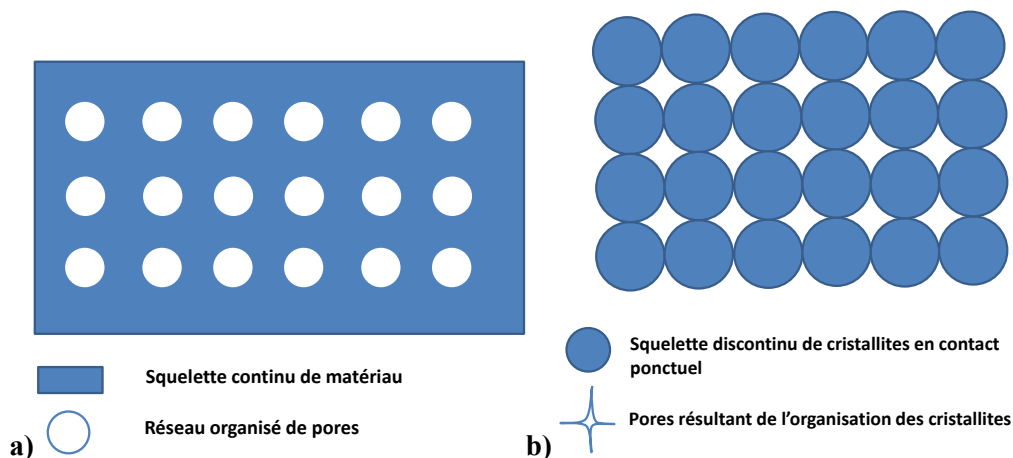 Squelette continu de matériau
Réseau organisé de pores
a)
Squelette discontinu de cristallites en contact
ponctuel
Pores résultant de l'organisation des cristallites
b)